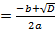 = (−b+√D)/(2a)